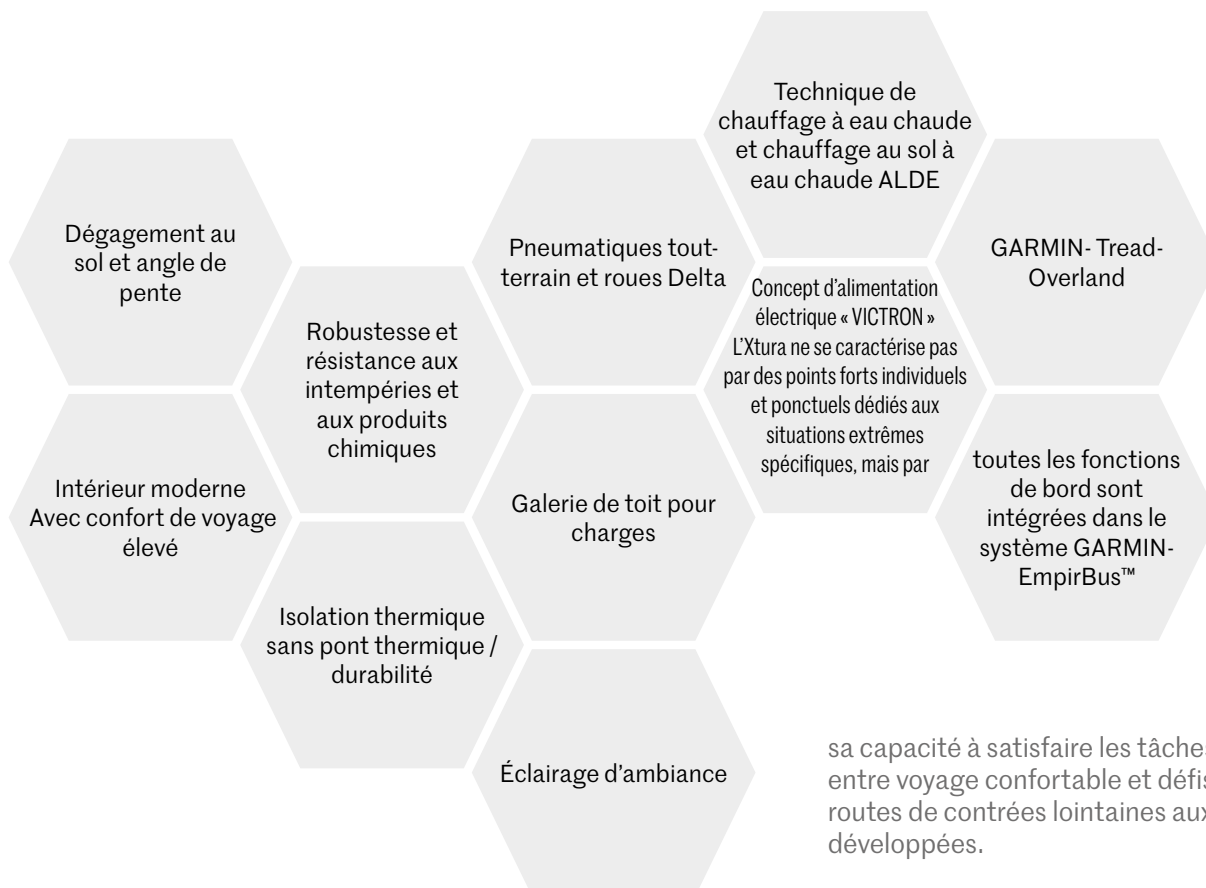 Technique de
chauffage à eau chaude
et chauffage au sol à
eau chaude ALDE
Dégagement au
sol et angle de
pente
Pneumatiques tout-
terrain et roues Delta
GARMIN- Tread-
Overland
Robustesse et
résistance aux
intempéries et
aux produits
chimiques
Concept d’alimentation
électrique « VICTRON »
L’Xtura ne se caractérise pas
par des points forts individuels
et ponctuels dédiés aux
situations extrêmes
spécifiques, mais par
Intérieur moderne
Avec confort de voyage
élevé
Galerie de toit pour
charges
toutes les fonctions
de bord sont
intégrées dans le
système GARMIN-
EmpirBus™
Isolation thermique
sans pont thermique /
durabilité
Éclairage d’ambiance
sa capacité à satisfaire les tâches
entre voyage confortable et défis
routes de contrées lointaines aux
développées.